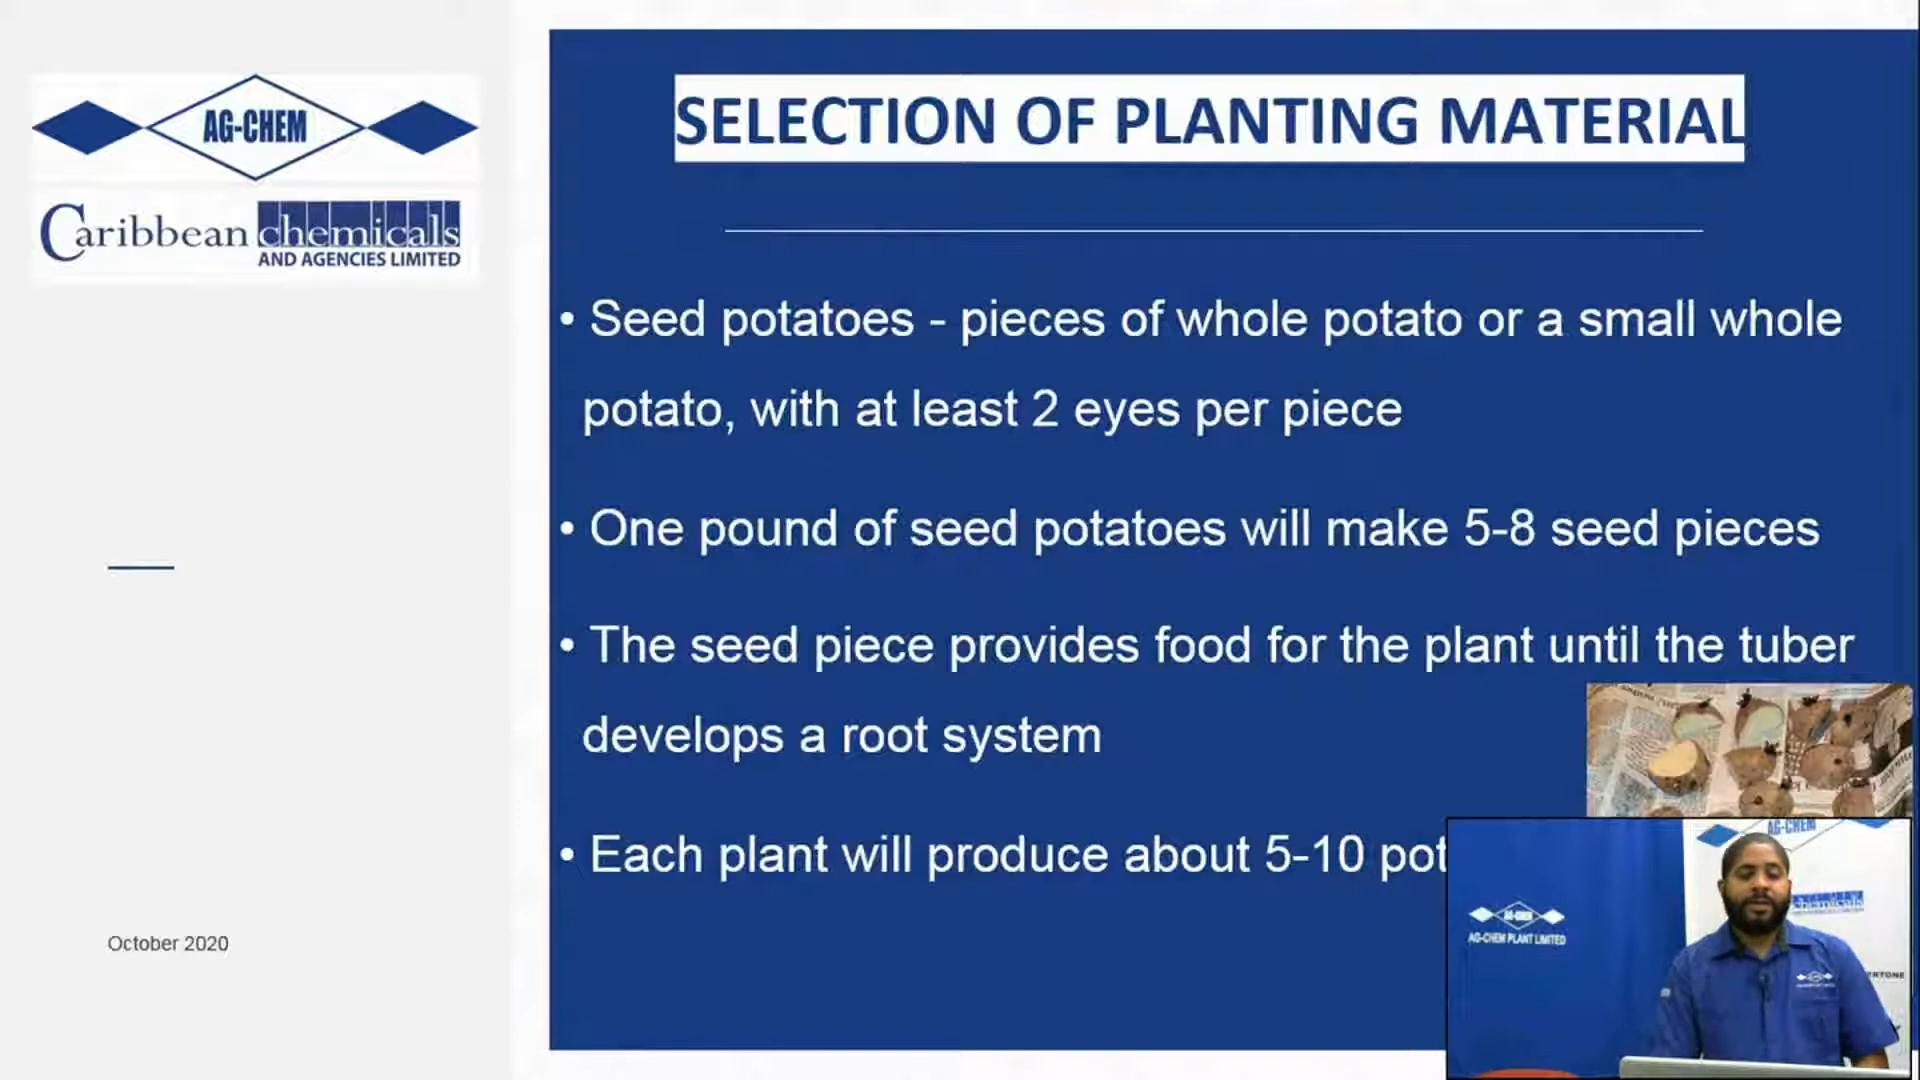 AG-CHEM
Caribbean chemicals
AND AGENCIES LIMITED
October 2020
SELECTION OF PLANTING MATERIAL
• Seed potatoes - pieces of whole potato or a small whole
potato, with at least 2 eyes per piece
• One pound of seed potatoes will make 5-8 seed pieces
• The seed piece provides food for the plant until the tuber
develops a root system
• Each plant will produce about 5-10 pot
AG-CHEM
chemicals
AG-CHEM
AG-CHEM PLANT LIMITED